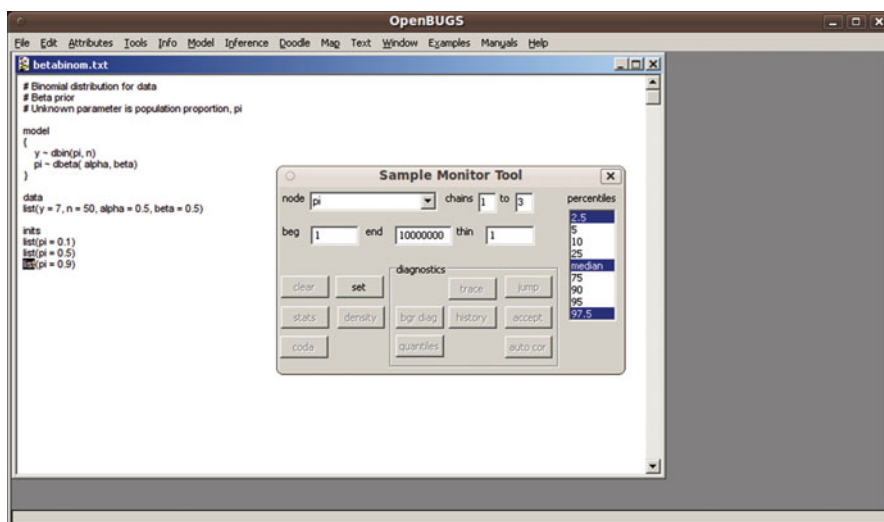 OpenBUGS
File Edit Attributes Tools Info Model Inference Doodle Map Text Window Examples Manuals Help
betabinom.txt
# Binomial distribution for data
# Beta prior
# Unknown parameter is population proportion, pi
model
{
y ~ dbin(pi, n)
pi ~ dbeta( alpha, beta)
}
data
list(y = 7, n = 50, alpha = 0.5, beta = 0.5)
inits
list(pi = 0.1)
list(pi = 0.5)
list(pi = 0.9)
Sample Monitor Tool
node pi chains 1 to 3 percentiles
beg 1 end 10000000 thin 1
2.5
5
10
25
median
75
90
95
97.5
diagnostics
clear set trace jump
stats density bgr diag history accept
coda quantiles auto cor